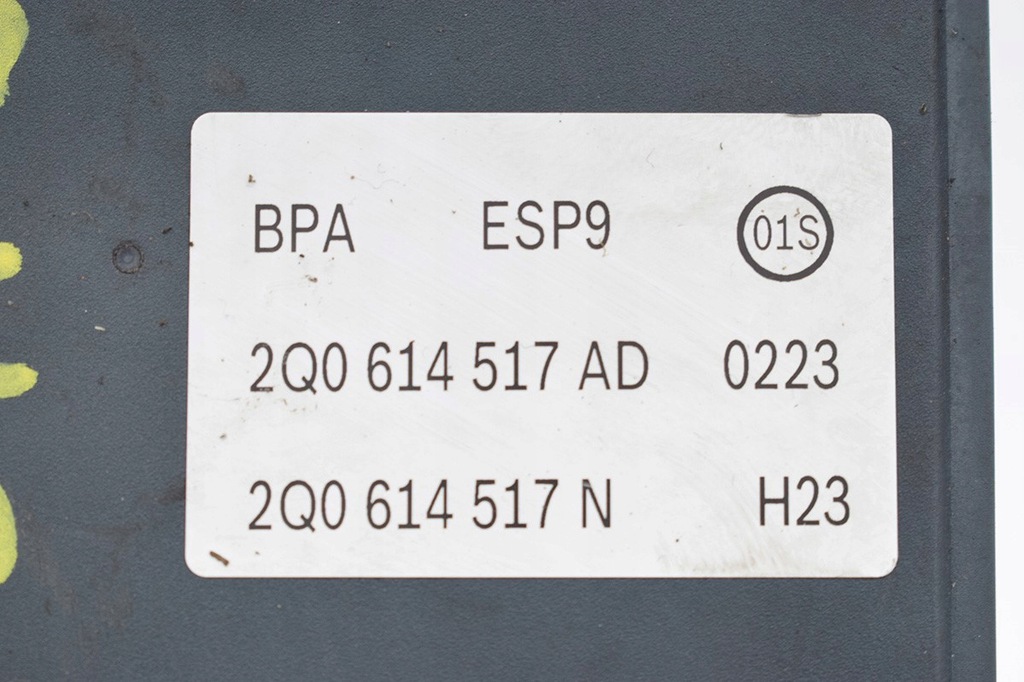 BPA ESP9 01S
2Q0 614 517 AD 0223
2Q0 614 517 N H23